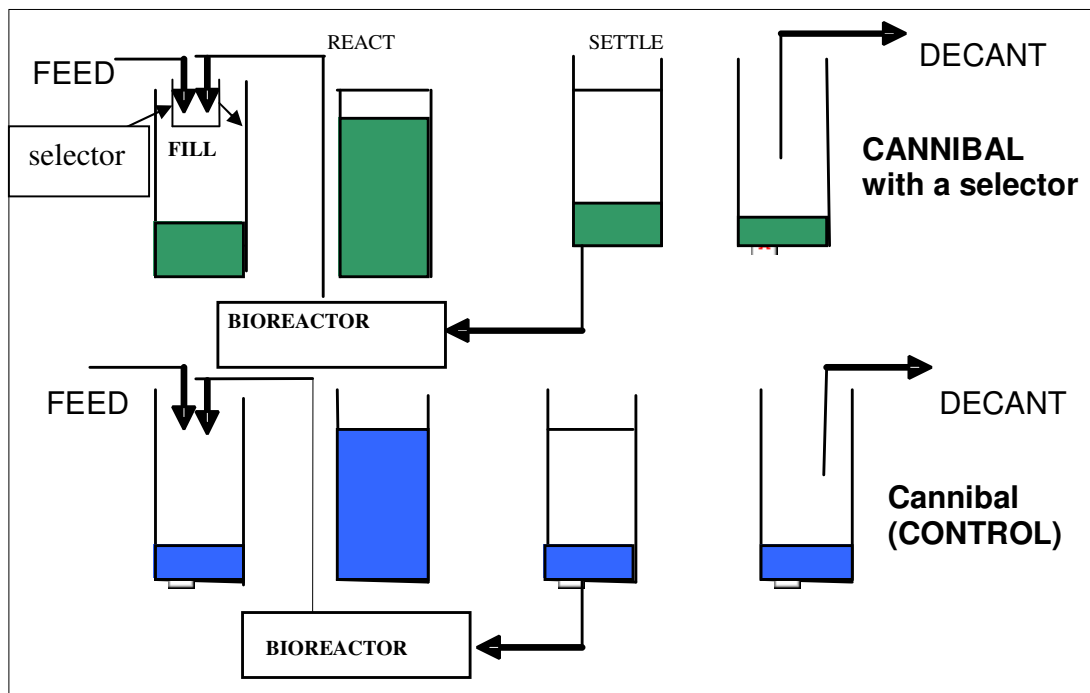 REACT
SETTLE
FEED
DECANT
selector
FILL
CANNIBAL
with a selector
BIOREACTOR
FEED
DECANT
Cannibal
(CONTROL)
BIOREACTOR